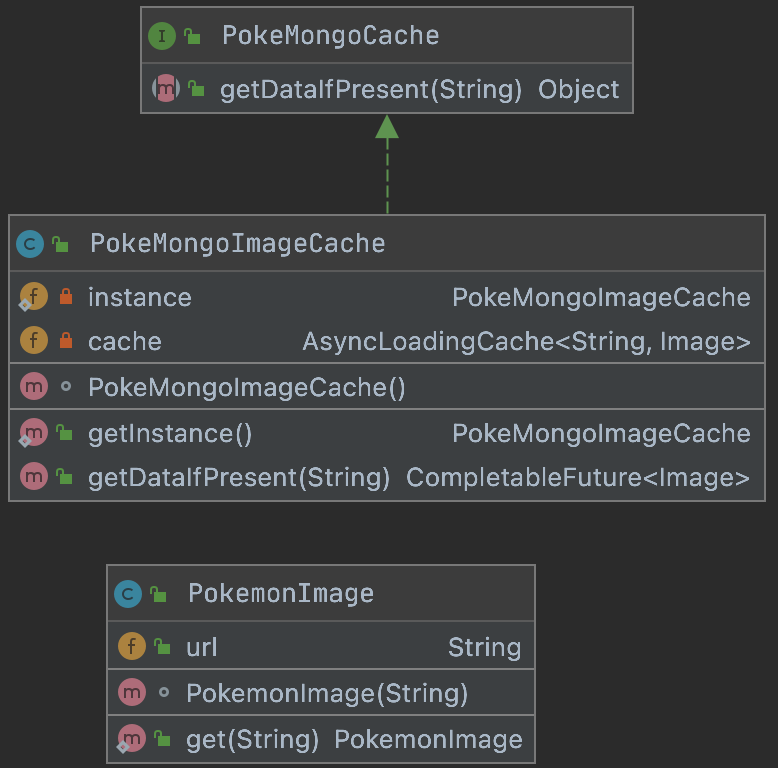 I PokeMongoCache
m getDataIfPresent(String) Object
C PokeMongoImageCache
f instance PokeMongoImageCache
f cache AsyncLoadingCache<String, Image>
m PokeMongoImageCache()
m getInstance() PokeMongoImageCache
m getDataIfPresent(String) CompletableFuture<Image>
C PokemonImage
f url String
m PokemonImage(String)
m get(String) PokemonImage